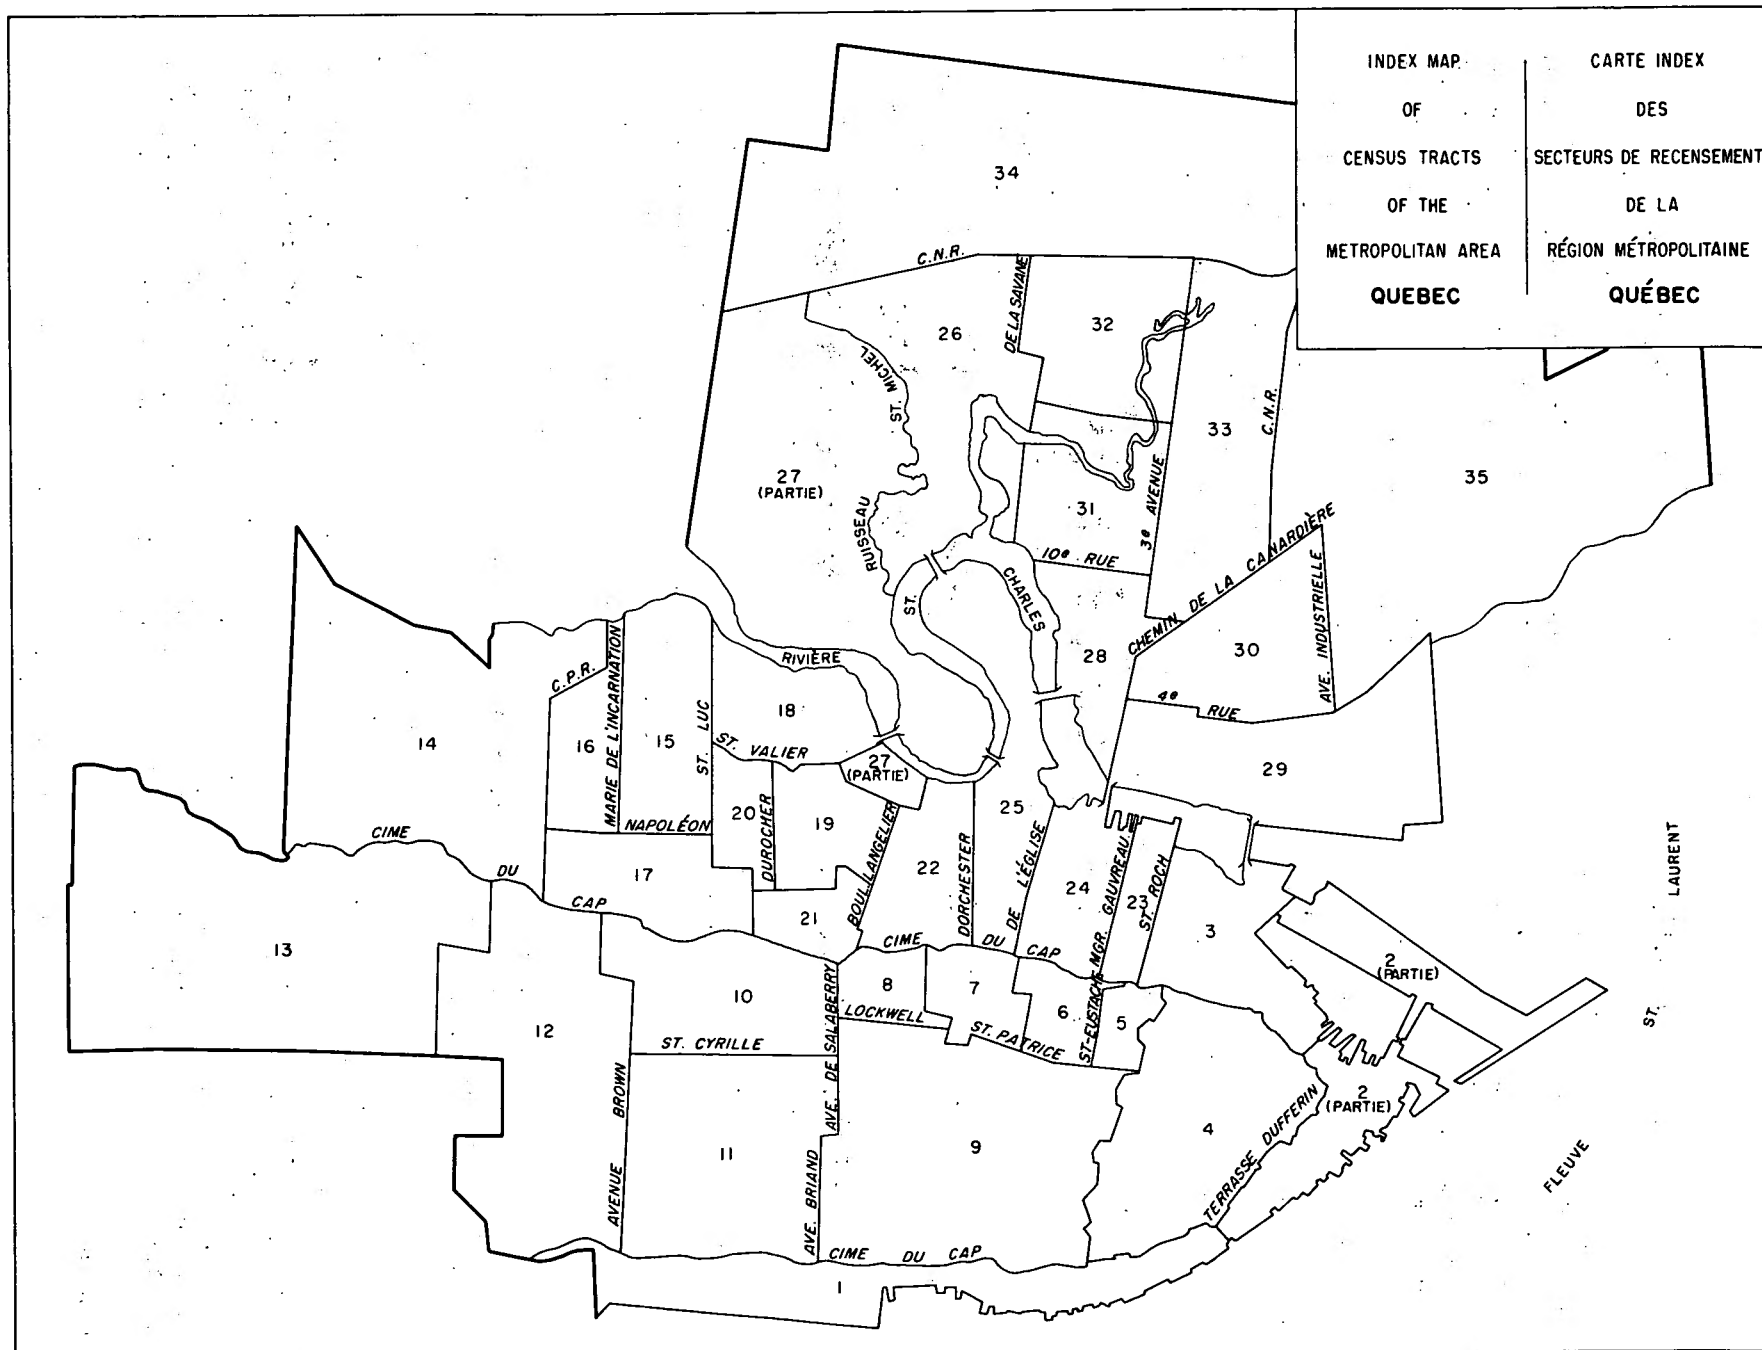 INDEX MAP
OF
CENSUS TRACTS
OF THE
METROPOLITAN AREA
QUEBEC
CARTE INDEX
DES
SECTEURS DE RECENSEMENT
DE LA
RÉGION MÉTROPOLITAINE
QUÉBEC
34
C.N.R.
DE LA SAVANE
32
26
ST. MICHEL
RUISSEAU
33
C.N.R.
35
27
(PARTIE)
31
3e AVENUE
10e RUE
CHEMIN DE LA CANARDIÈRE
AVE. INDUSTRIELLE
ST.
CHARLES
RIVIÈRE
28
30
4e RUE
29
C.P.R.
MARIE DE L'INCARNATION
14
16
15
ST. LUC
18
ST. VALIER
27
(PARTIE)
20
DUROCHER
19
BOUL. LANGELIER
25
NAPOLÉON
CIME
DU
CAP
17
21
22
DORCHESTER
DE L'ÉGLISE
24
MGR. GAUVREAU
23
ST. ROCH
3
LAURENT
ST.
FLEUVE
13
CIME
DU
CAP
2
(PARTIE)
12
10
AVE. DE SALABERRY
8
LOCKWELL
7
ST. PATRICE
6
ST-EUSTACHE
5
ST. CYRILLE
AVENUE BROWN
11
AVE. BRIAND
9
4
TERRASSE DUFFERIN
2
(PARTIE)
CIME DU CAP
1